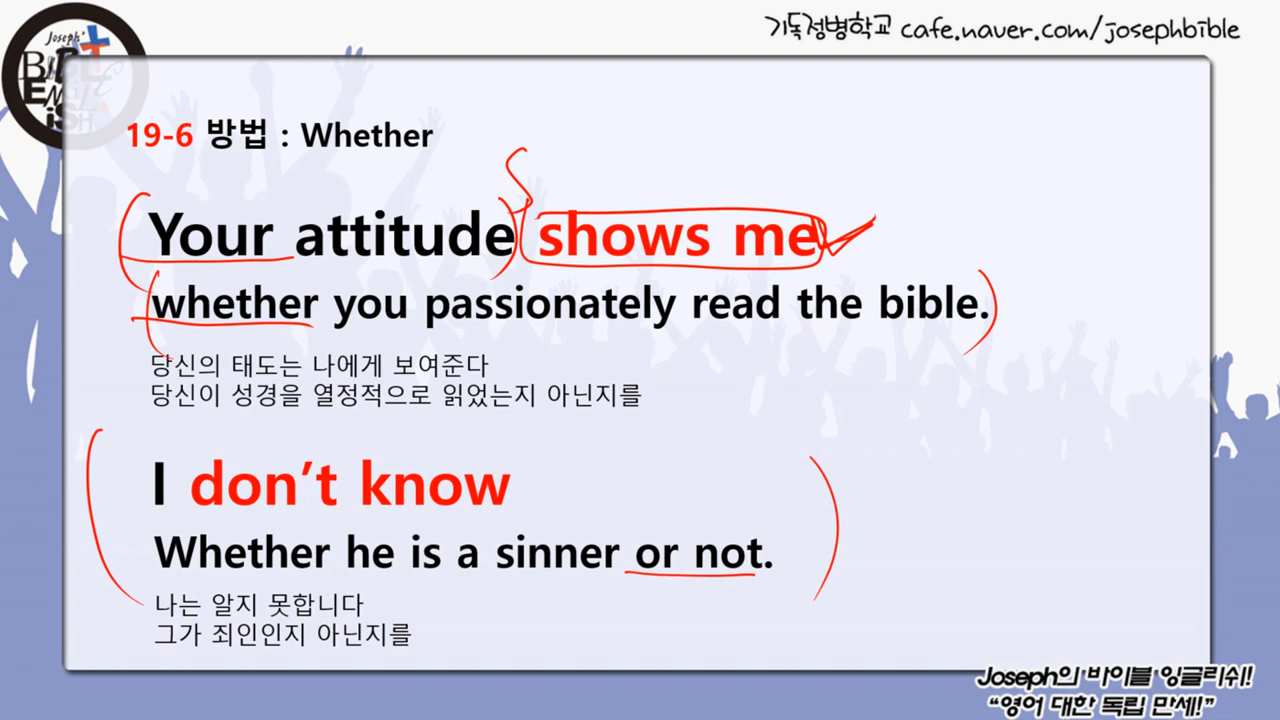 기독정병학교 cafe.naver.com/josephbible
Joseph'
BIBLE
ENGLISH
19-6 방법 : Whether
Your attitude shows me
whether you passionately read the bible.
당신의 태도는 나에게 보여준다
당신이 성경을 열정적으로 읽었는지 아닌지를
I don’t know
Whether he is a sinner or not.
나는 알지 못합니다
그가 죄인인지 아닌지를
Joseph의 바이블 잉글리쉬!
“영어 대한 독립 만세!”